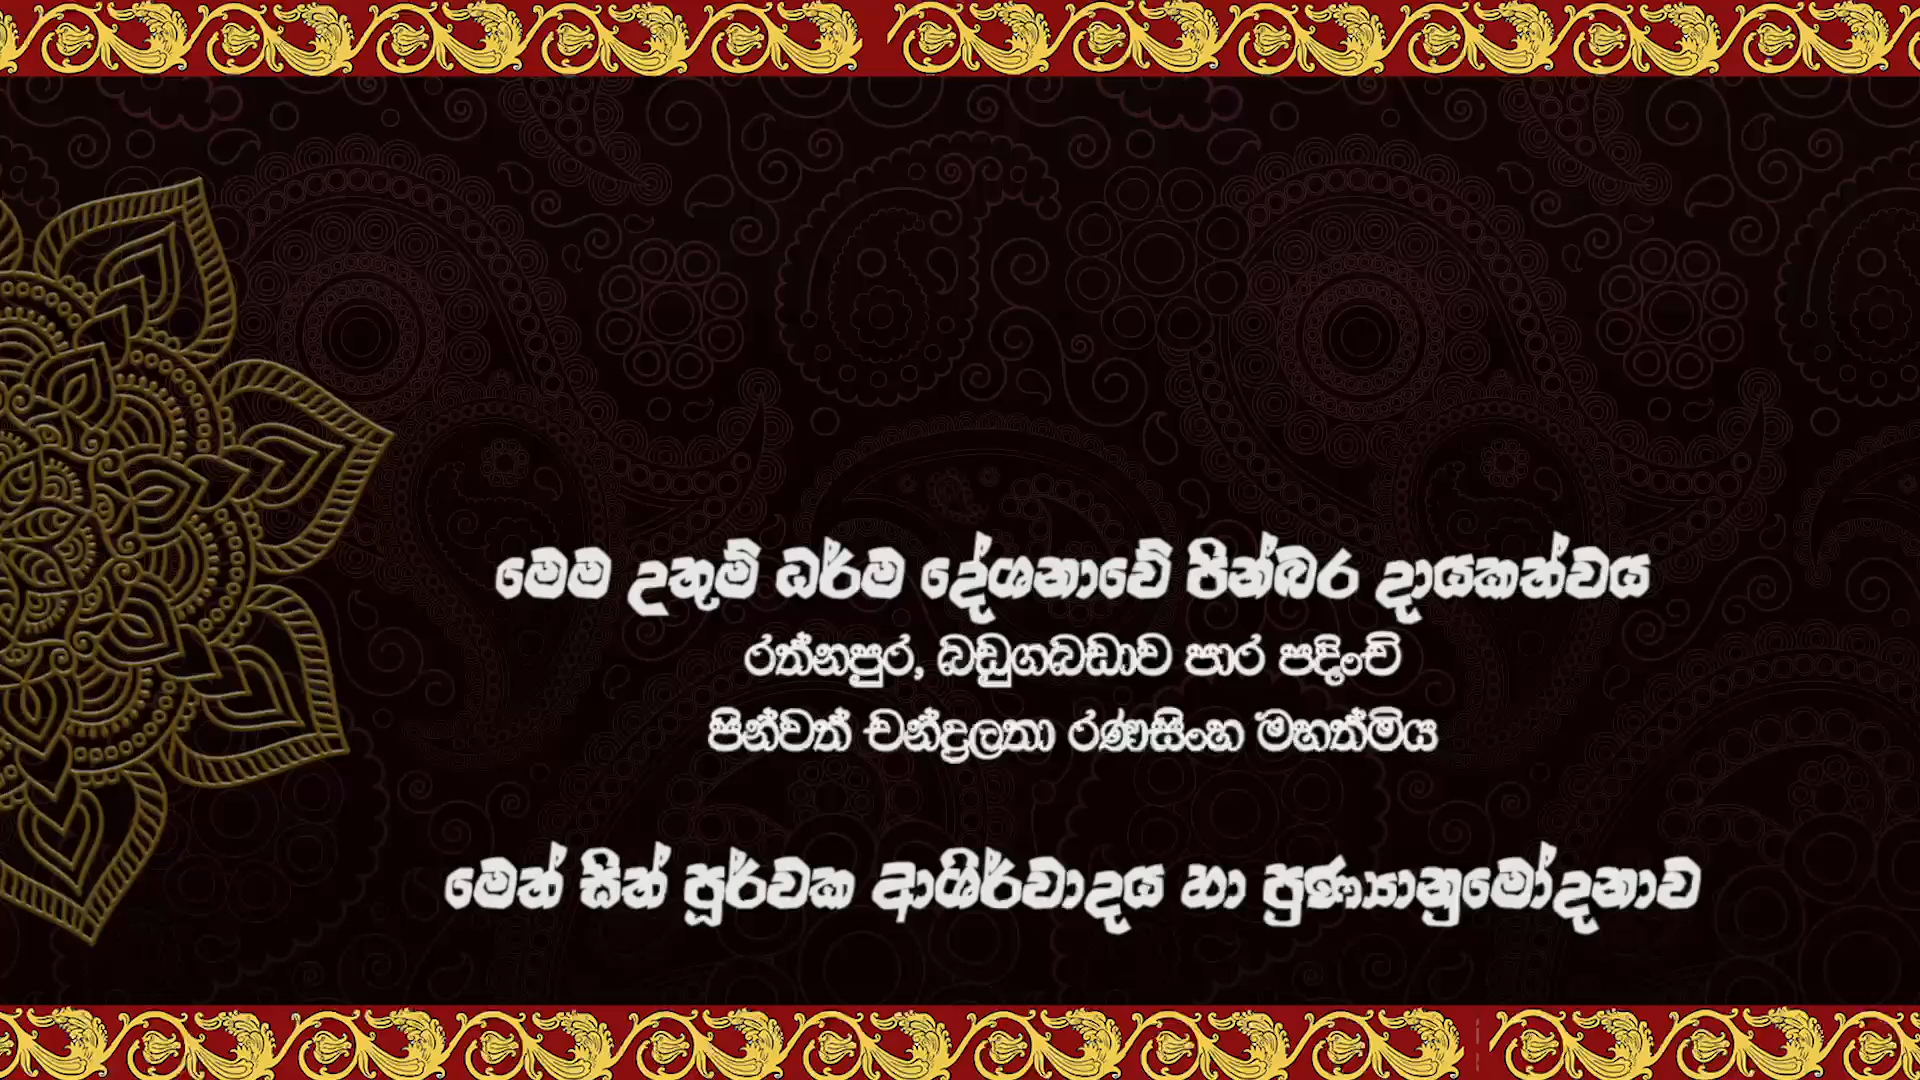 මෙම උතුම් ධර්ම දේශනාවේ පින්බර දායකත්වය
රත්නපුර, බඩුගබඩාව පාර පදිංචි
පින්වත් චන්ද්‍රලතා රණසිංහ මහත්මිය
මෙත් සිත් පූර්වක ආශිර්වාදය හා පුණ්‍යානුමෝදනාව